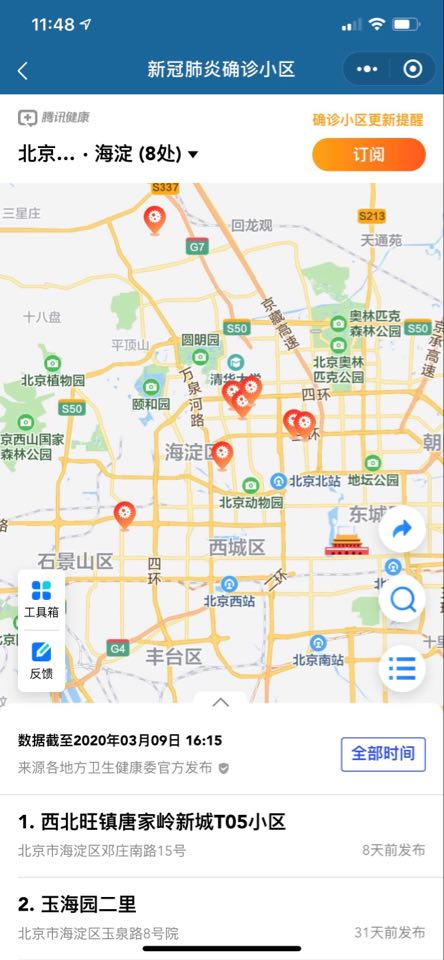 11:48
新冠肺炎确诊小区
腾讯健康
确诊小区更新提醒
北京... · 海淀 (8处)
订阅
S337
三星庄
G7
回龙观
S213
天通苑
十八盘
京藏高速
平顶山
圆明园
S50
奥林匹克
森林公园
S50
京承高速
清华大学
北京奥林
匹克公园
北京植物园
颐和园
万泉河路
四环
S50
京西山国家
森林公园
海淀区
三环
朝
北京北站
地坛公园
北京动物园
东城
石景山区
四环
西城区
北
工具箱
北京西站
二环
反馈
G4
丰台区
北京南站
十里
数据截至2020年03月09日 16:15
全部时间
来源各地方卫生健康委官方发布
1. 西北旺镇唐家岭新城T05小区
北京市海淀区邓庄南路15号
8天前发布
2. 玉海园二里
北京市海淀区玉泉路8号院
31天前发布